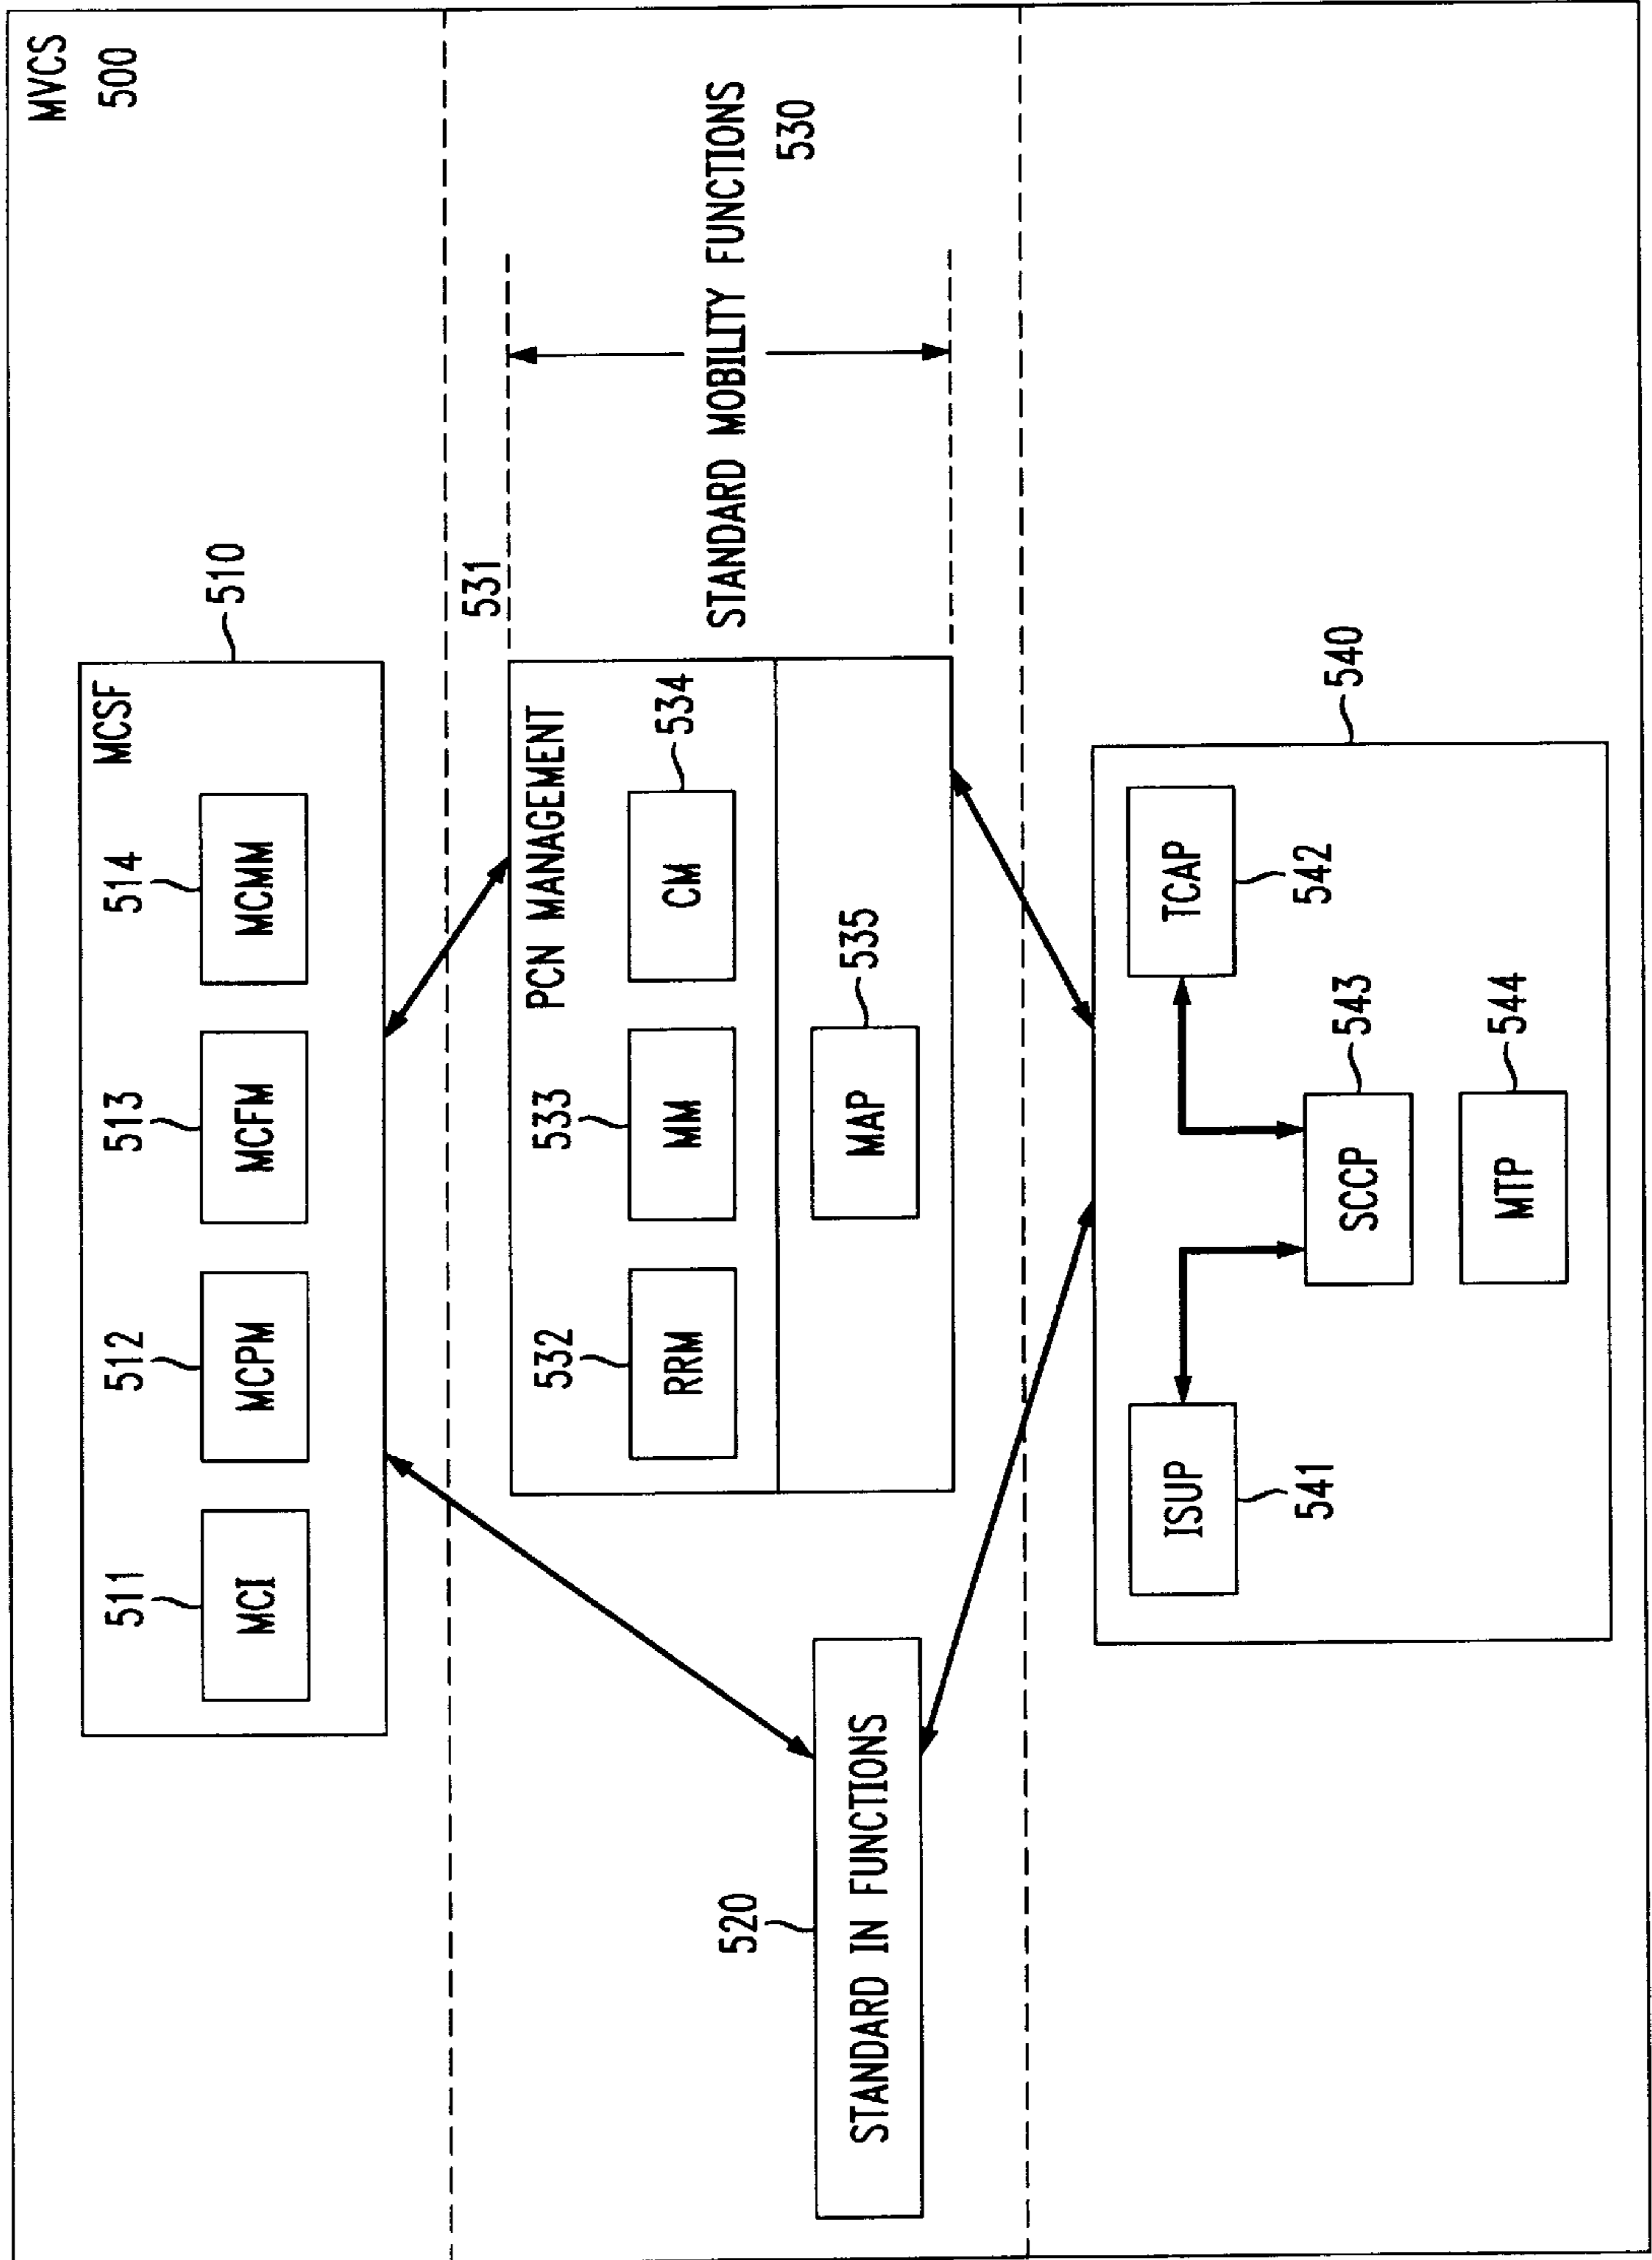 MVCS
500
510
MCSF
511
512
513
514
MCI
MCPM
MCFM
MCMM
531
PCN MANAGEMENT
532
533
534
RRM
MM
CM
535
MAP
STANDARD MOBILITY FUNCTIONS
530
520
STANDARD IN FUNCTIONS
540
ISUP
541
TCAP
542
SCCP
543
MTP
544